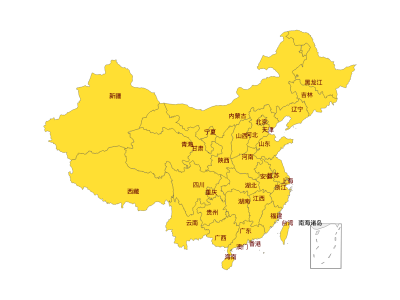 黑龙江
吉林
新疆
辽宁
内蒙古
北京
天津
宁夏
山西
河北
青海
甘肃
山东
陕西
河南
安徽
江苏
上海
四川
湖北
浙江
西藏
重庆
湖南
江西
贵州
福建
云南
台湾
南海诸岛
广西
广东
澳门
香港
海南